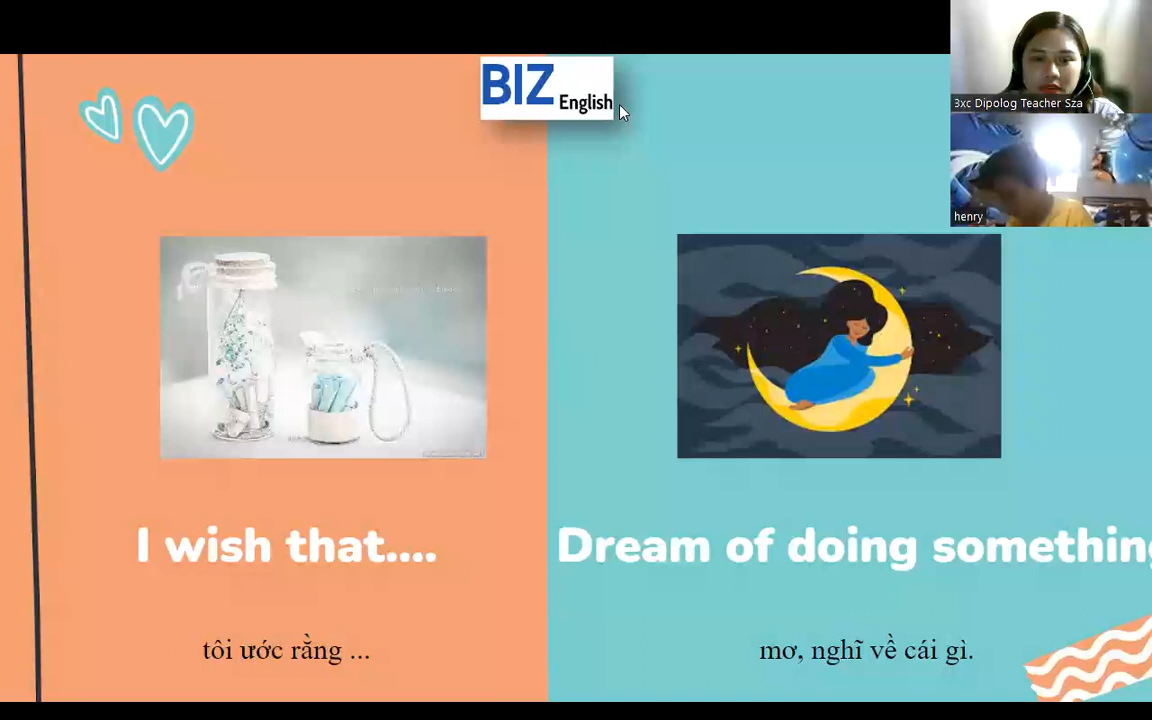 BIZ English
3xc Dipolog Teacher Sza
henry
I wish that....
Dream of doing something
tôi ước rằng ...
mơ, nghĩ về cái gì.